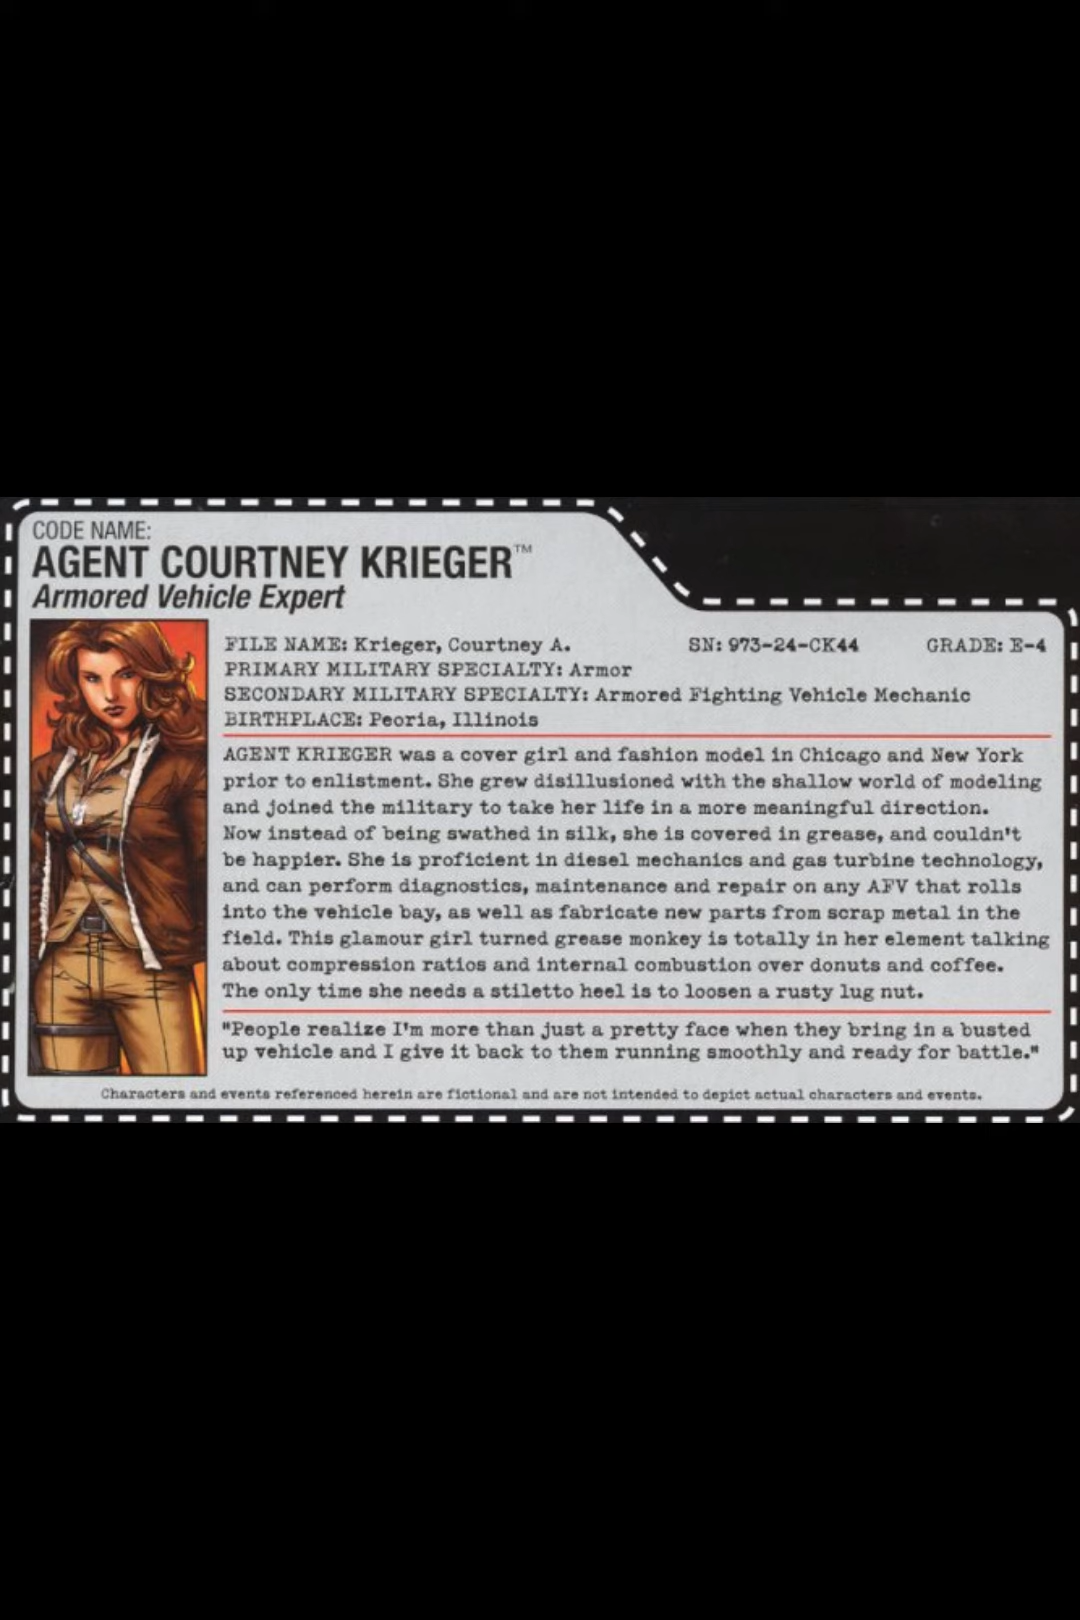 CODE NAME:
AGENT COURTNEY KRIEGER™
Armored Vehicle Expert
FILE NAME: Krieger, Courtney A. SN: 973-24-CK44 GRADE: E-4
PRIMARY MILITARY SPECIALTY: Armor
SECONDARY MILITARY SPECIALTY: Armored Fighting Vehicle Mechanic
BIRTHPLACE: Peoria, Illinois
AGENT KRIEGER was a cover girl and fashion model in Chicago and New York
prior to enlistment. She grew disillusioned with the shallow world of modeling
and joined the military to take her life in a more meaningful direction.
Now instead of being swathed in silk, she is covered in grease, and couldn't
be happier. She is proficient in diesel mechanics and gas turbine technology,
and can perform diagnostics, maintenance and repair on any AFV that rolls
into the vehicle bay, as well as fabricate new parts from scrap metal in the
field. This glamour girl turned grease monkey is totally in her element talking
about compression ratios and internal combustion over donuts and coffee.
The only time she needs a stiletto heel is to loosen a rusty lug nut.
"People realize I'm more than just a pretty face when they bring in a busted
up vehicle and I give it back to them running smoothly and ready for battle."
Characters and events referenced herein are fictional and are not intended to depict actual characters and events.